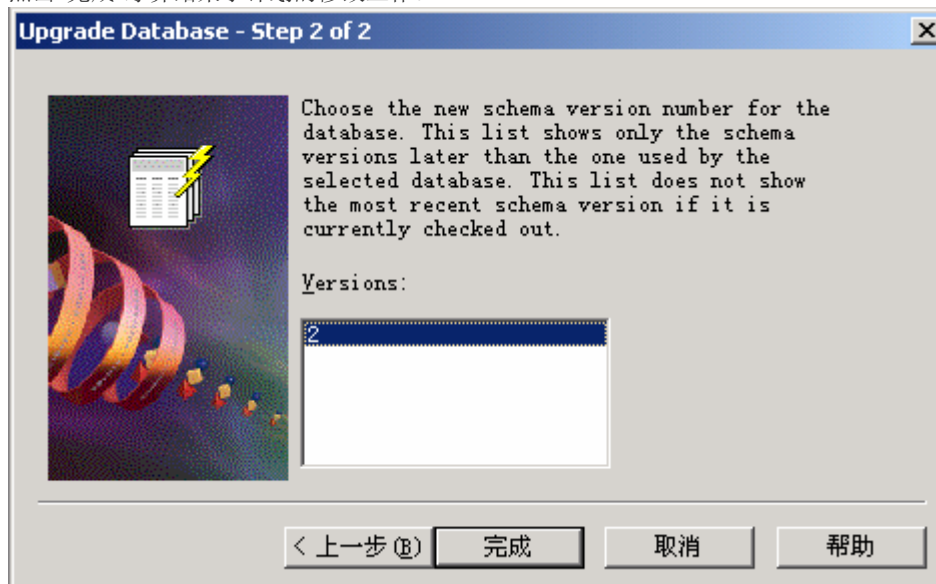 Upgrade Database - Step 2 of 2
Choose the new schema version number for the
database. This list shows only the schema
versions later than the one used by the
selected database. This list does not show
the most recent schema version if it is
currently checked out.
Versions:
2
< 上一步(B)
完成
取消
帮助